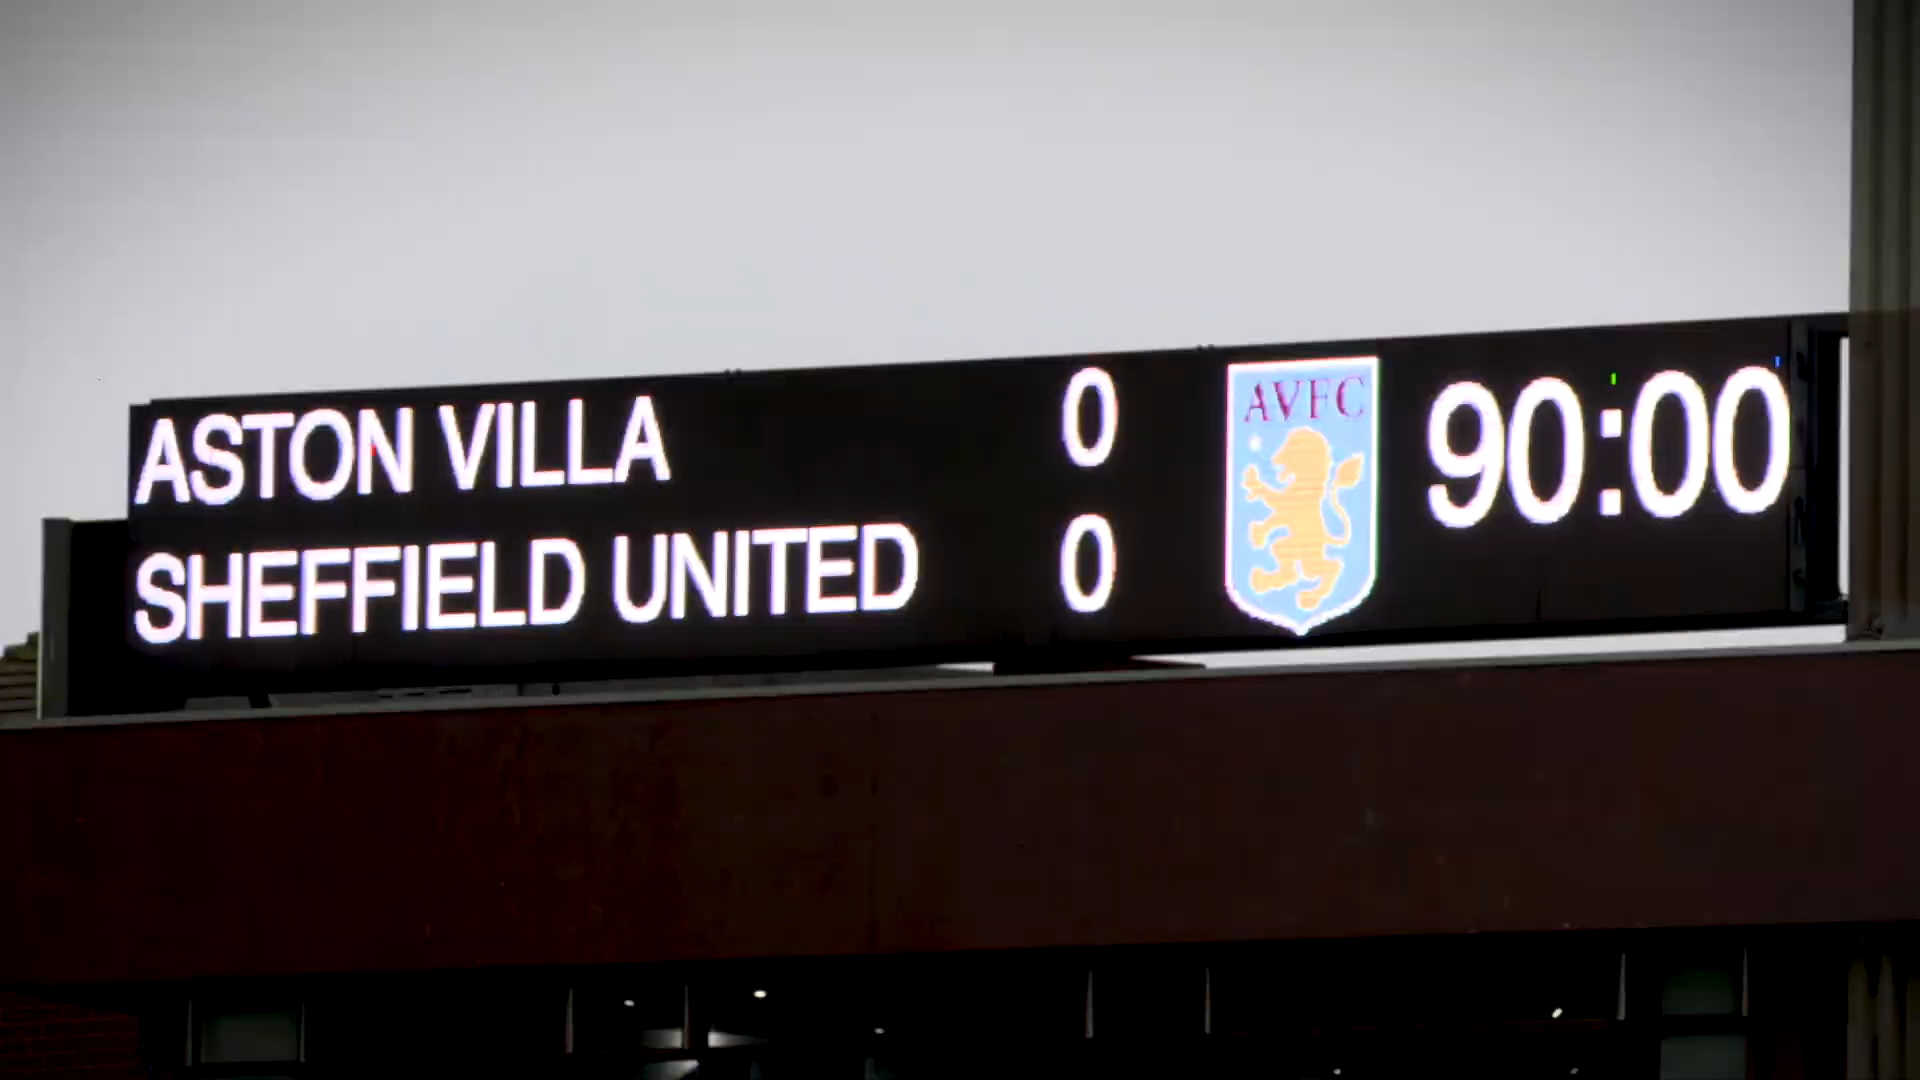 ASTON VILLA 0
SHEFFIELD UNITED 0
AVFC
90:00